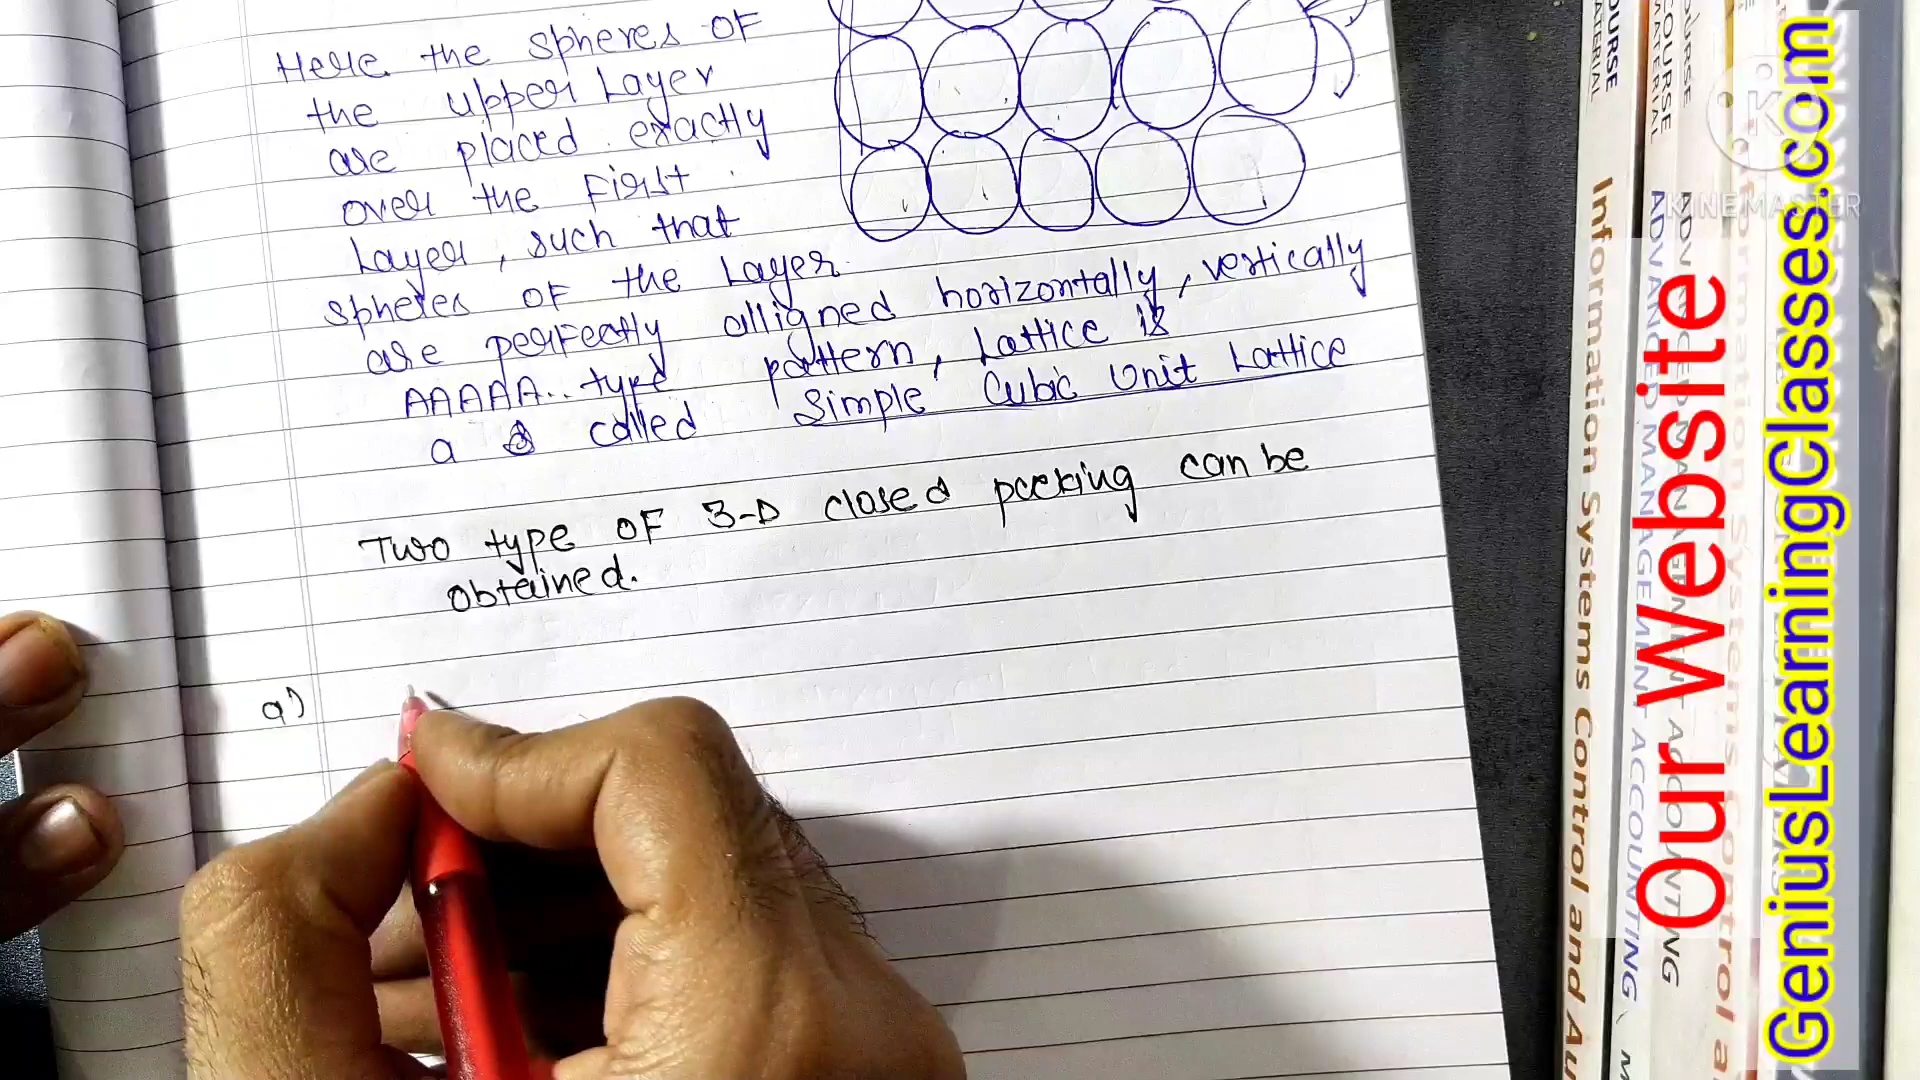 Here the spheres OF
the upper Layer
are placed exactly
over the First
Layer, such that
spheres OF the Layer
are perfectly alligned horizontally, vertically
AAAAA.. type pattern, Lattice is
a called Simple Cubic Unit Lattice
Two type OF 3-D closed packing can be
obtained.
a)
Our Website
GeniusLearningClasses.com
KINEMASTER
COURSE
MATERIAL
ADVANCED MANAGEMENT ACCOUNTING
Information Systems Control and Au